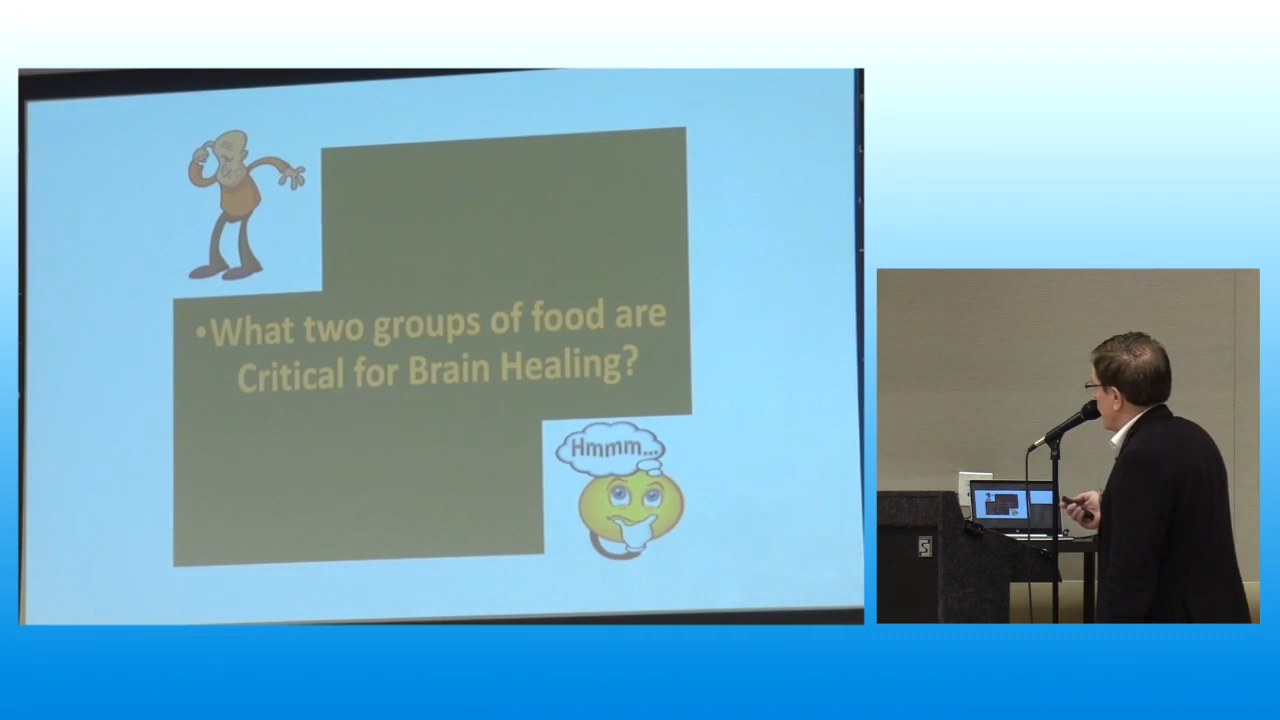 •What two groups of food are
Critical for Brain Healing?
Hmmm...